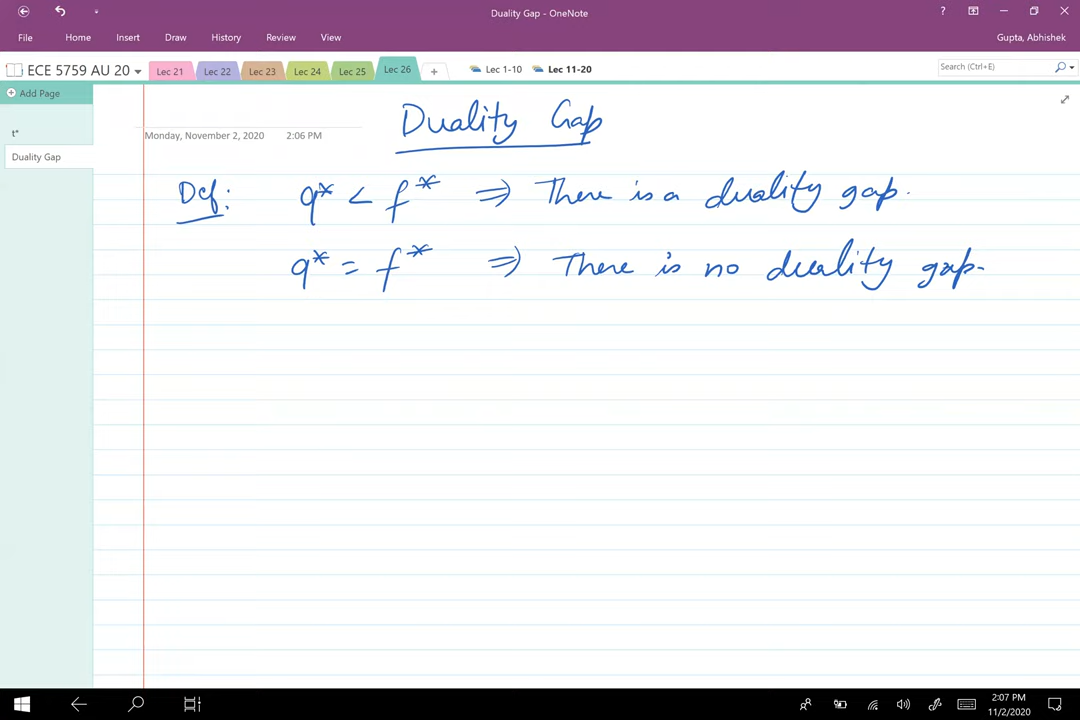 Duality Gap - OneNote
?
File Home Insert Draw History Review View
Gupta, Abhishek
ECE 5759 AU 20 Lec 21 Lec 22 Lec 23 Lec 24 Lec 25 Lec 26 + Lec 1-10 Lec 11-20 Search (Ctrl+E)
Add Page
t*
Duality Gap
Duality Gap
Monday, November 2, 2020 2:06 PM
Def: q* < f* ⇒ There is a duality gap.
q* = f* ⇒ There is no duality gap.
2:07 PM
11/2/2020